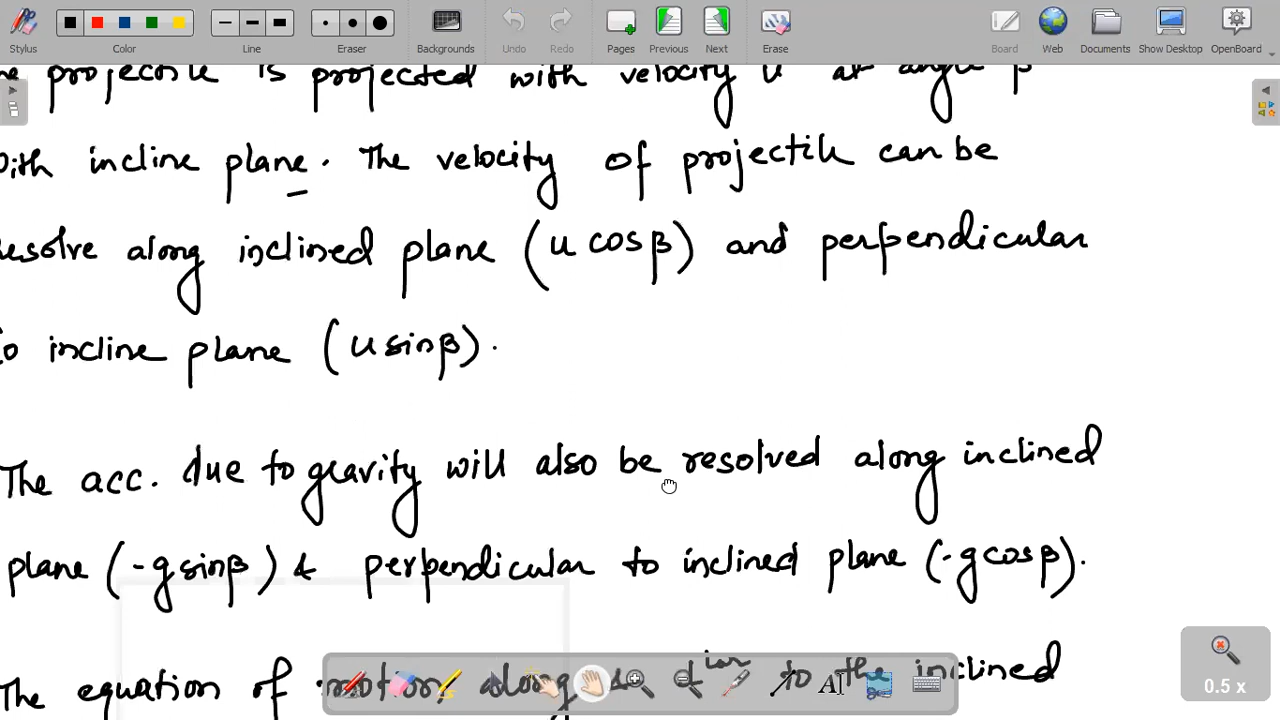 Stylus Color Line Eraser Backgrounds Undo Redo Pages Previous Next Erase Board Web Documents Show Desktop OpenBoard
projectile is projected with velocity u at angle β
with incline plane. The velocity of projectile can be
resolve along inclined plane (u cosβ) and perpendicular
to incline plane (u sinβ).
The acc. due to gravity will also be resolved along inclined
plane (-g sinβ) & perpendicular to inclined plane (-g cosβ).
The equation of motion along & ⊥ lar to the inclined
0.5 x